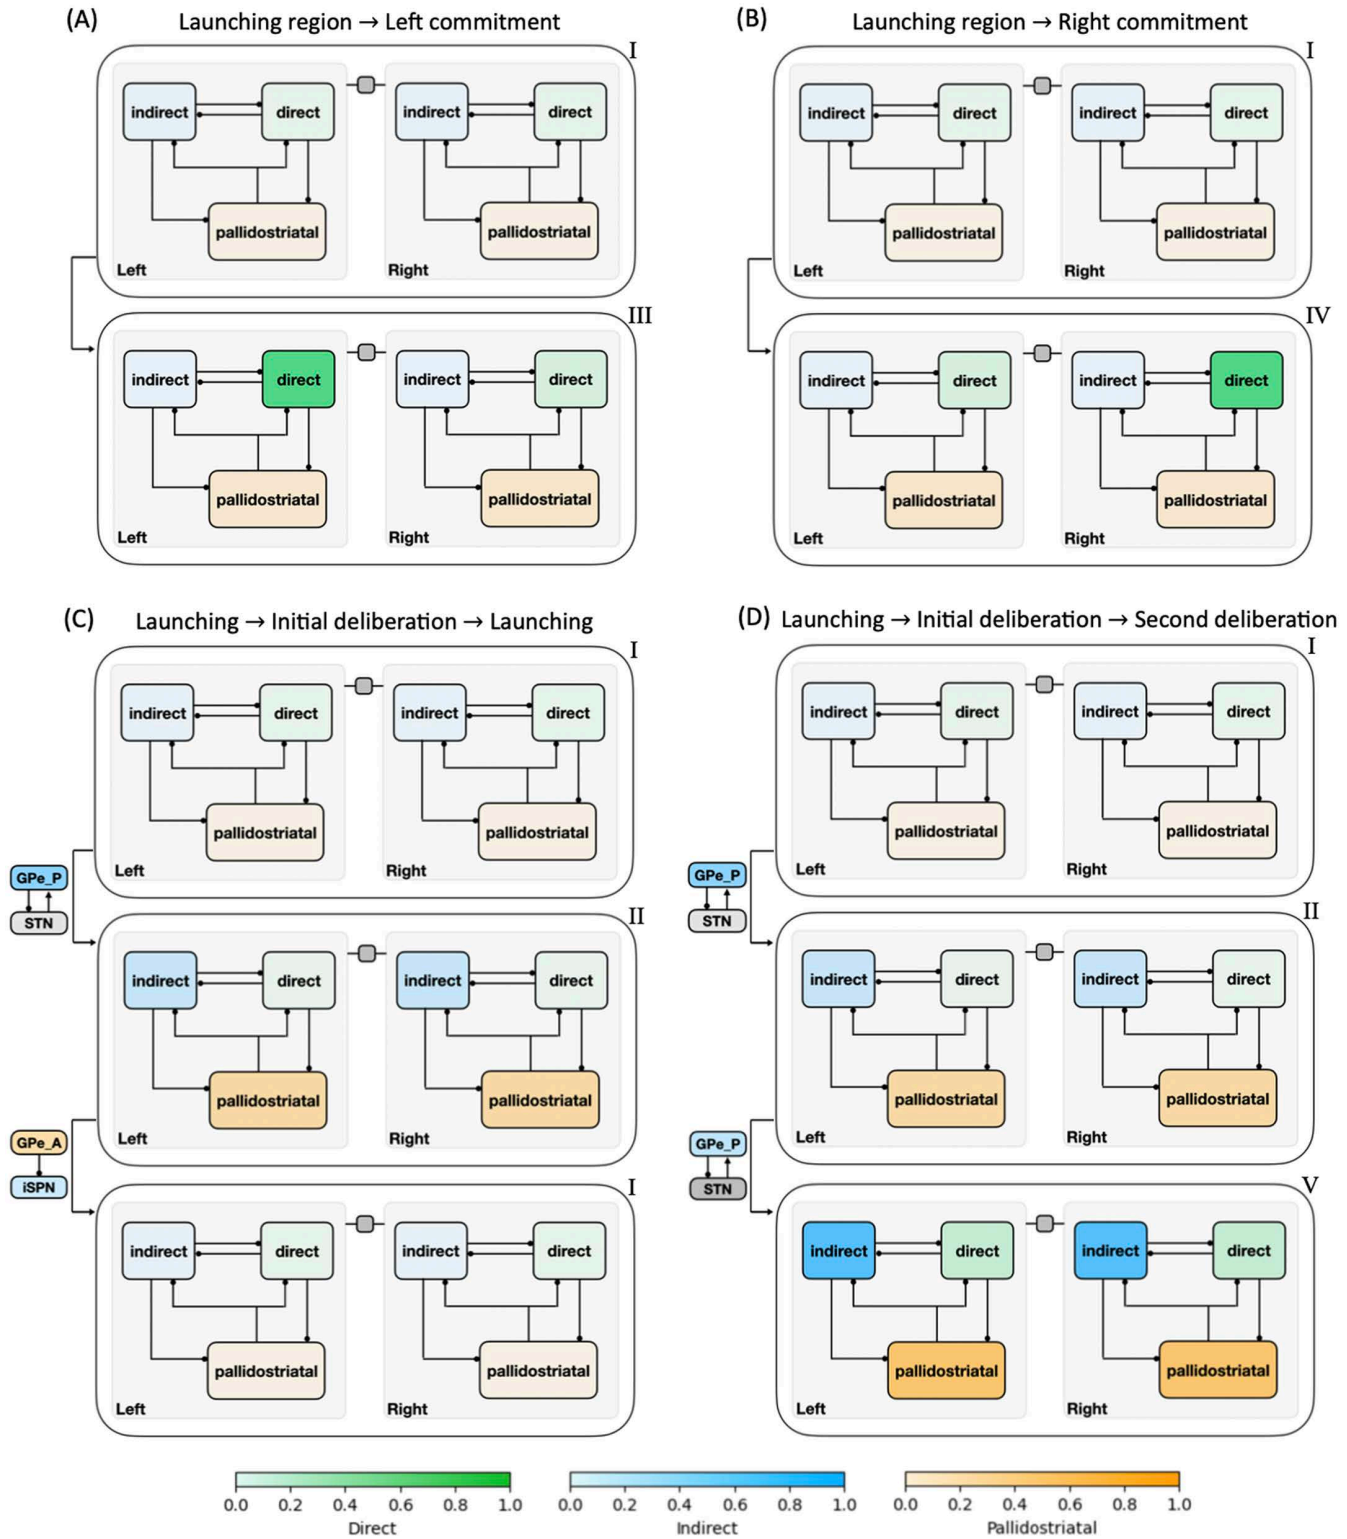 (A) Launching region → Left commitment
I
indirect direct indirect direct
pallidostriatal pallidostriatal
Left Right
III
indirect direct indirect direct
pallidostriatal pallidostriatal
Left Right
(B) Launching region → Right commitment
I
indirect direct indirect direct
pallidostriatal pallidostriatal
Left Right
IV
indirect direct indirect direct
pallidostriatal pallidostriatal
Left Right
(C) Launching → Initial deliberation → Launching
I
indirect direct indirect direct
pallidostriatal pallidostriatal
Left Right
GPe_P
STN
II
indirect direct indirect direct
pallidostriatal pallidostriatal
Left Right
GPe_A
iSPN
I
indirect direct indirect direct
pallidostriatal pallidostriatal
Left Right
(D) Launching → Initial deliberation → Second deliberation
I
indirect direct indirect direct
pallidostriatal pallidostriatal
Left Right
GPe_P
STN
II
indirect direct indirect direct
pallidostriatal pallidostriatal
Left Right
GPe_P
STN
V
indirect direct indirect direct
pallidostriatal pallidostriatal
Left Right
0.0 0.2 0.4 0.6 0.8 1.0
Direct
0.0 0.2 0.4 0.6 0.8 1.0
Indirect
0.0 0.2 0.4 0.6 0.8 1.0
Pallidostriatal